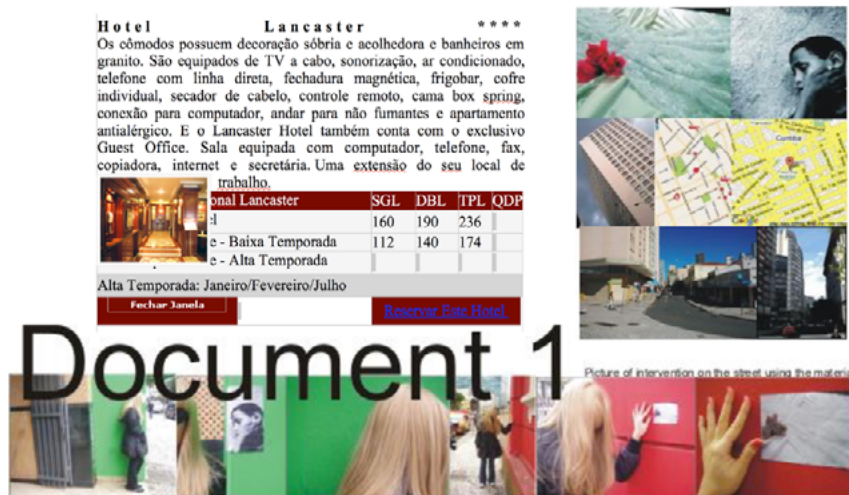 Hotel Lancaster ****
Os cômodos possuem decoração sóbria e acolhedora e banheiros em
granito. São equipados de TV a cabo, sonorização, ar condicionado,
telefone com linha direta, fechadura magnética, frigobar, cofre
individual, secador de cabelo, controle remoto, cama box spring,
conexão para computador, andar para não fumantes e apartamento
antialérgico. E o Lancaster Hotel também conta com o exclusivo
Guest Office. Sala equipada com computador, telefone, fax,
copiadora, internet e secretária. Uma extensão do seu local de
trabalho.
onal Lancaster SGL DBL TPL QDP
160 190 236
e - Baixa Temporada 112 140 174
e - Alta Temporada
Alta Temporada: Janeiro/Fevereiro/Julho
Fechar Janela Reservar Este Hotel
Curitiba
Document 1
Picture of intervention on the street using the materia